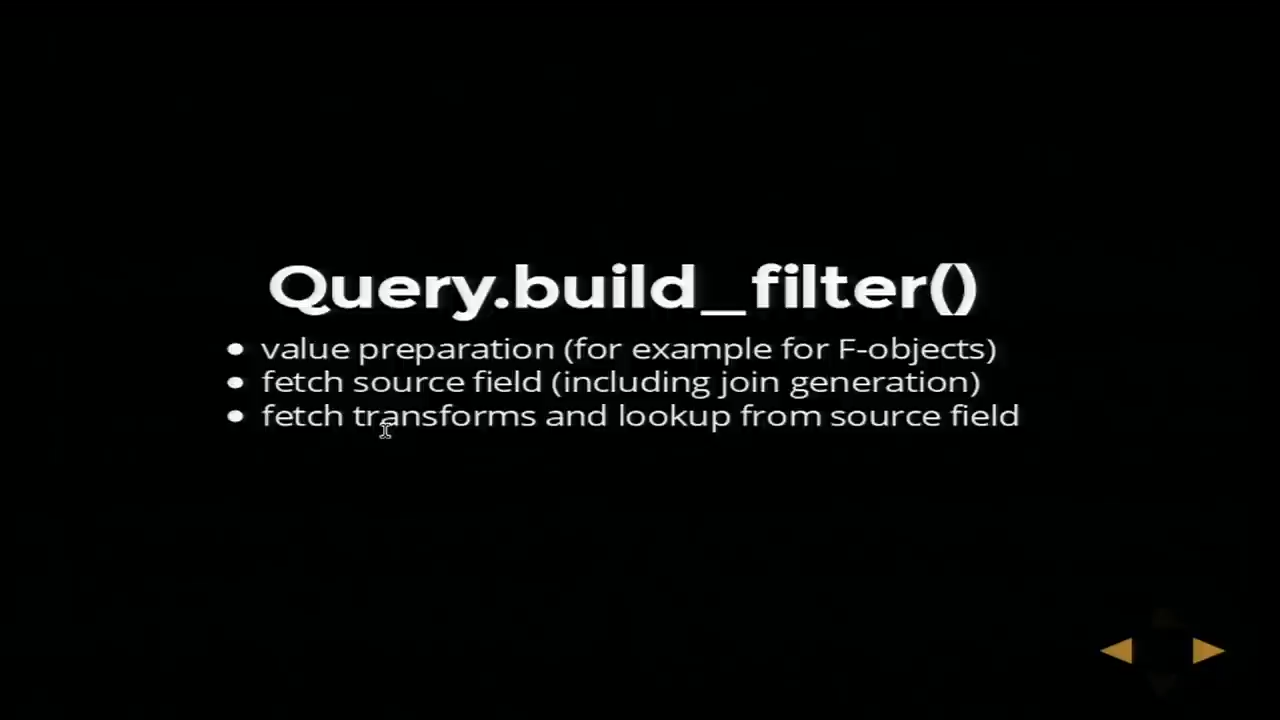 Query.build_filter()
• value preparation (for example for F-objects)
• fetch source field (including join generation)
• fetch transforms and lookup from source field